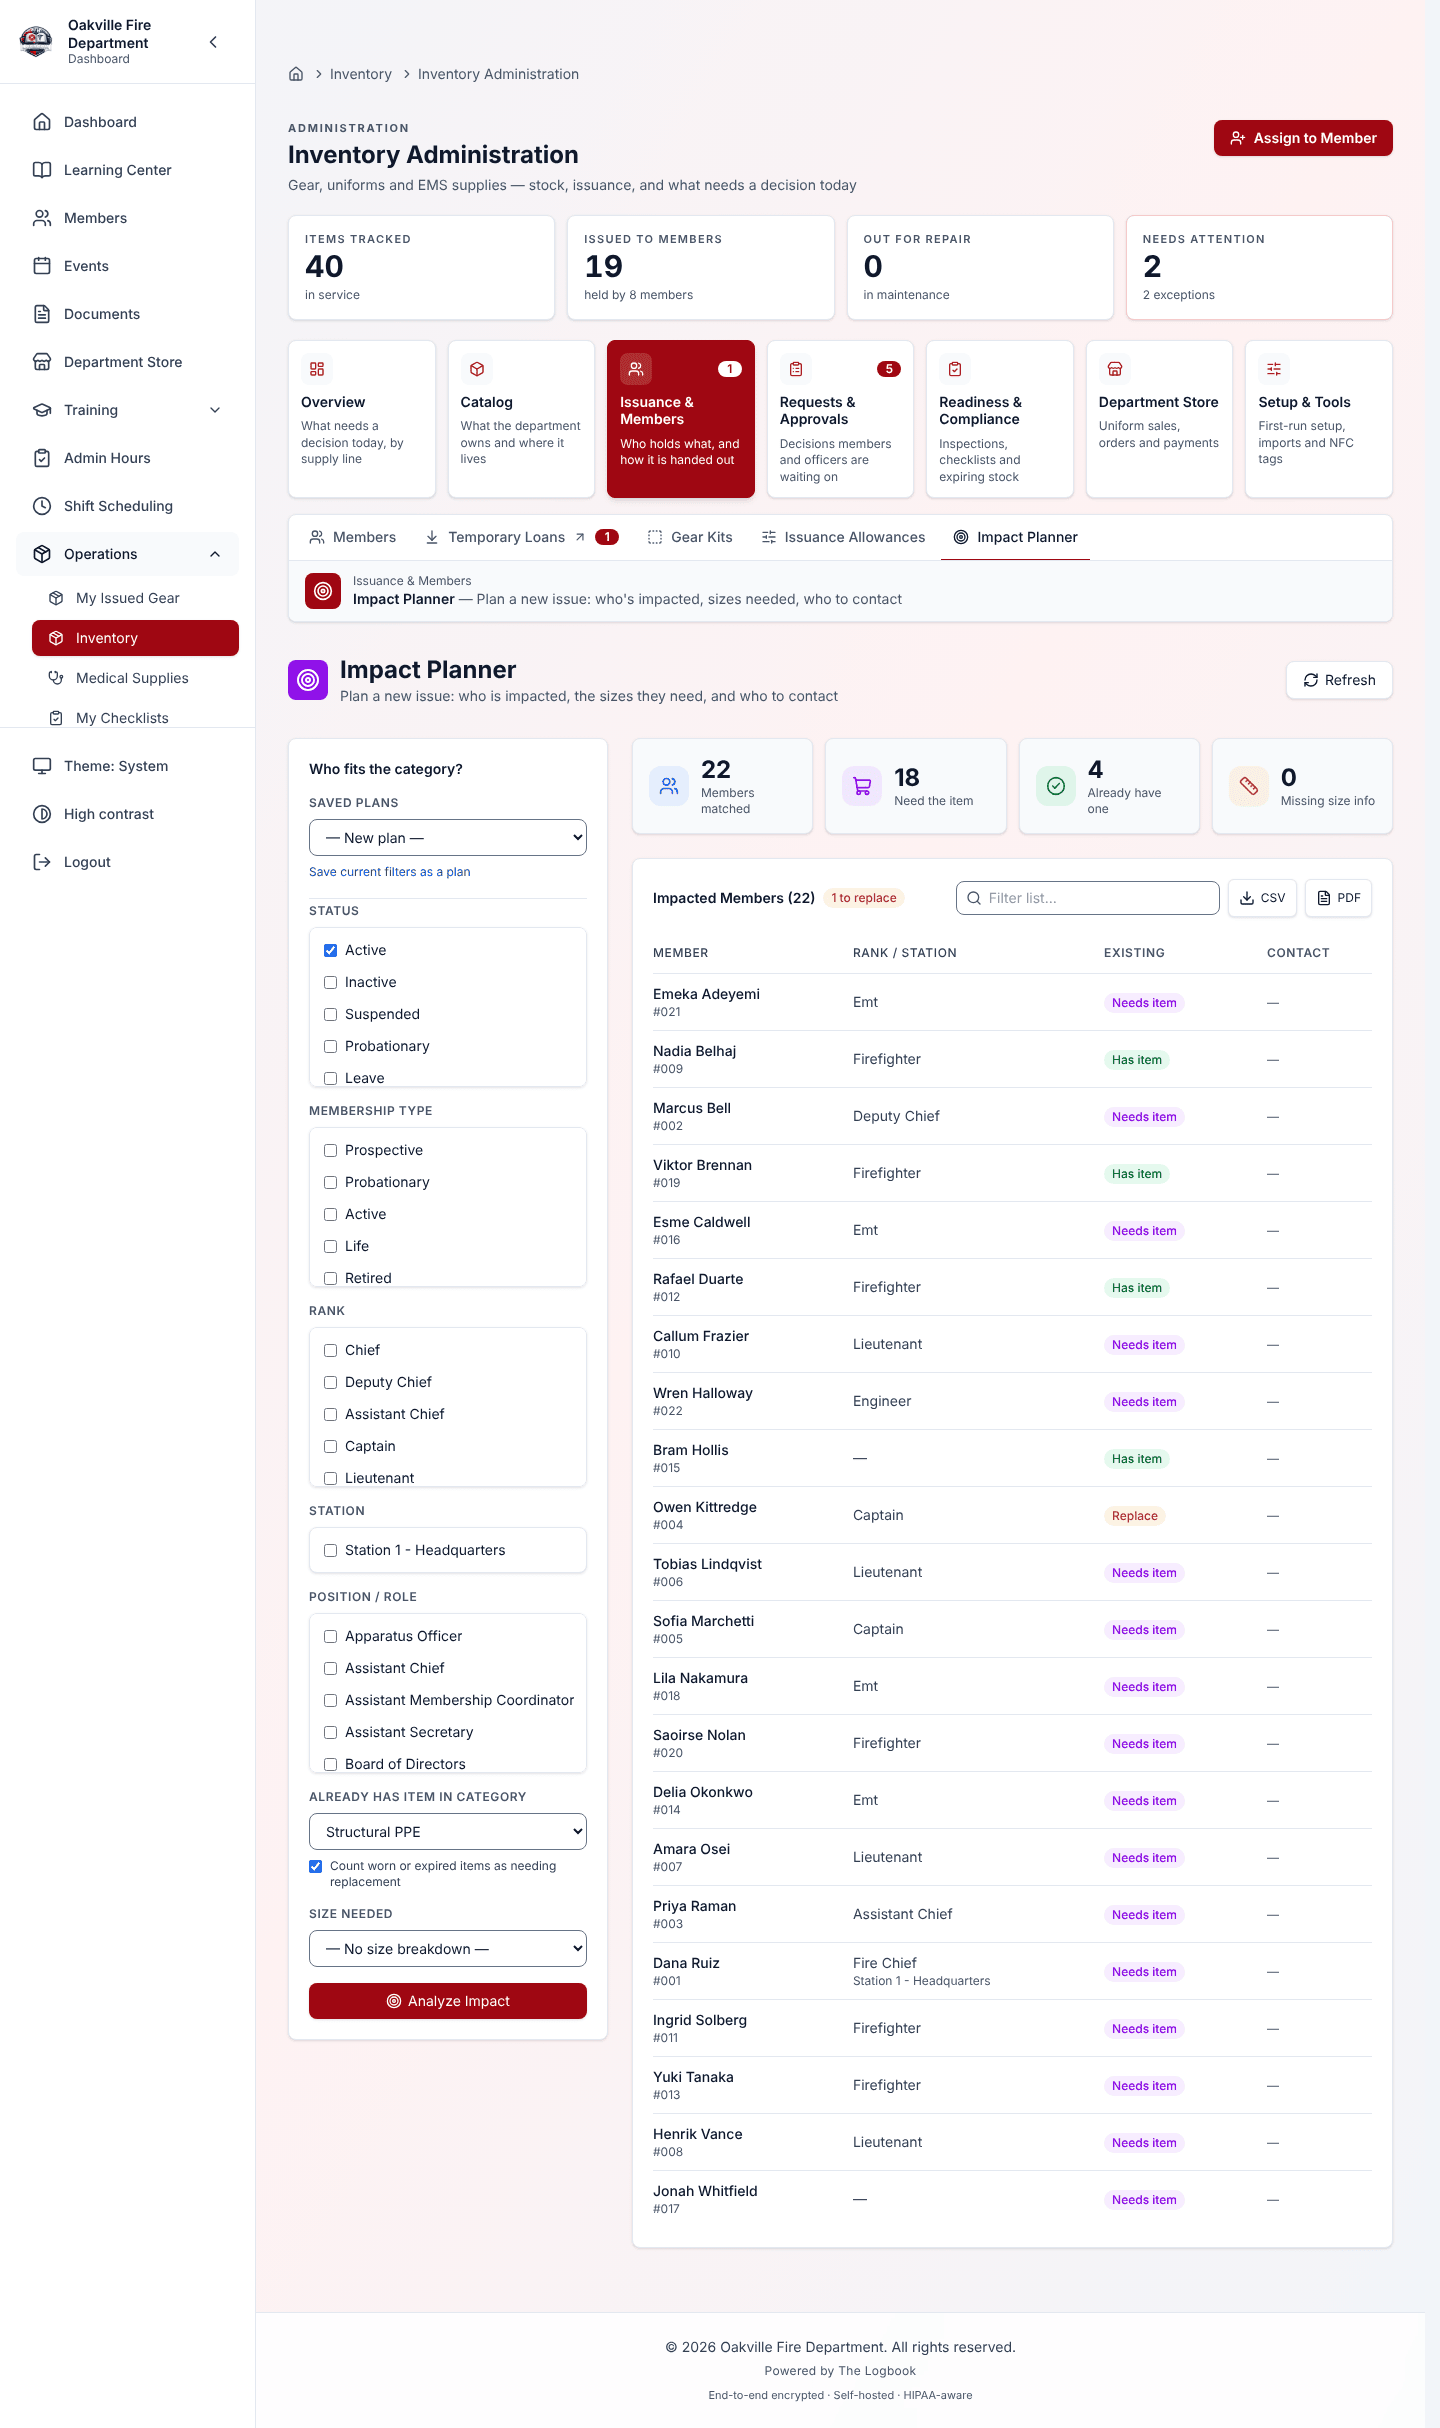 Oakville Fire
Department
Dashboard
Dashboard
Learning Center
Members
Events
Documents
Department Store
Training
Admin Hours
Shift Scheduling
Operations
My Issued Gear
Inventory
Medical Supplies
My Checklists
Theme: System
High contrast
Logout
Inventory
Inventory Administration
ADMINISTRATION
Inventory Administration
Gear, uniforms and EMS supplies — stock, issuance, and what needs a decision today
Assign to Member
ITEMS TRACKED
40
in service
ISSUED TO MEMBERS
19
held by 8 members
OUT FOR REPAIR
0
in maintenance
NEEDS ATTENTION
2
2 exceptions
Overview
What needs a
decision today, by
supply line
Catalog
What the department
owns and where it
lives
1
Issuance &
Members
Who holds what, and
how it is handed out
5
Requests &
Approvals
Decisions members
and officers are
waiting on
Readiness &
Compliance
Inspections,
checklists and
expiring stock
Department Store
Uniform sales,
orders and payments
Setup & Tools
First-run setup,
imports and NFC
tags
Members
Temporary Loans
1
Gear Kits
Issuance Allowances
Impact Planner
Issuance & Members
Impact Planner — Plan a new issue: who's impacted, sizes needed, who to contact
Impact Planner
Plan a new issue: who is impacted, the sizes they need, and who to contact
Refresh
Who fits the category?
SAVED PLANS
— New plan —
Save current filters as a plan
STATUS
Active
Inactive
Suspended
Probationary
Leave
MEMBERSHIP TYPE
Prospective
Probationary
Active
Life
Retired
RANK
Chief
Deputy Chief
Assistant Chief
Captain
Lieutenant
STATION
Station 1 - Headquarters
POSITION / ROLE
Apparatus Officer
Assistant Chief
Assistant Membership Coordinator
Assistant Secretary
Board of Directors
ALREADY HAS ITEM IN CATEGORY
Structural PPE
Count worn or expired items as needing
replacement
SIZE NEEDED
— No size breakdown —
Analyze Impact
22
Members
matched
18
Need the item
4
Already have
one
0
Missing size info
Impacted Members (22)
1 to replace
Filter list...
CSV
PDF
MEMBER RANK / STATION EXISTING CONTACT
Emeka Adeyemi
#021
Emt
Needs item
—
Nadia Belhaj
#009
Firefighter
Has item
—
Marcus Bell
#002
Deputy Chief
Needs item
—
Viktor Brennan
#019
Firefighter
Has item
—
Esme Caldwell
#016
Emt
Needs item
—
Rafael Duarte
#012
Firefighter
Has item
—
Callum Frazier
#010
Lieutenant
Needs item
—
Wren Halloway
#022
Engineer
Needs item
—
Bram Hollis
#015
—
Has item
—
Owen Kittredge
#004
Captain
Replace
—
Tobias Lindqvist
#006
Lieutenant
Needs item
—
Sofia Marchetti
#005
Captain
Needs item
—
Lila Nakamura
#018
Emt
Needs item
—
Saoirse Nolan
#020
Firefighter
Needs item
—
Delia Okonkwo
#014
Emt
Needs item
—
Amara Osei
#007
Lieutenant
Needs item
—
Priya Raman
#003
Assistant Chief
Needs item
—
Dana Ruiz
#001
Fire Chief
Station 1 - Headquarters
Needs item
—
Ingrid Solberg
#011
Firefighter
Needs item
—
Yuki Tanaka
#013
Firefighter
Needs item
—
Henrik Vance
#008
Lieutenant
Needs item
—
Jonah Whitfield
#017
—
Needs item
—
© 2026 Oakville Fire Department. All rights reserved.
Powered by The Logbook
End-to-end encrypted · Self-hosted · HIPAA-aware